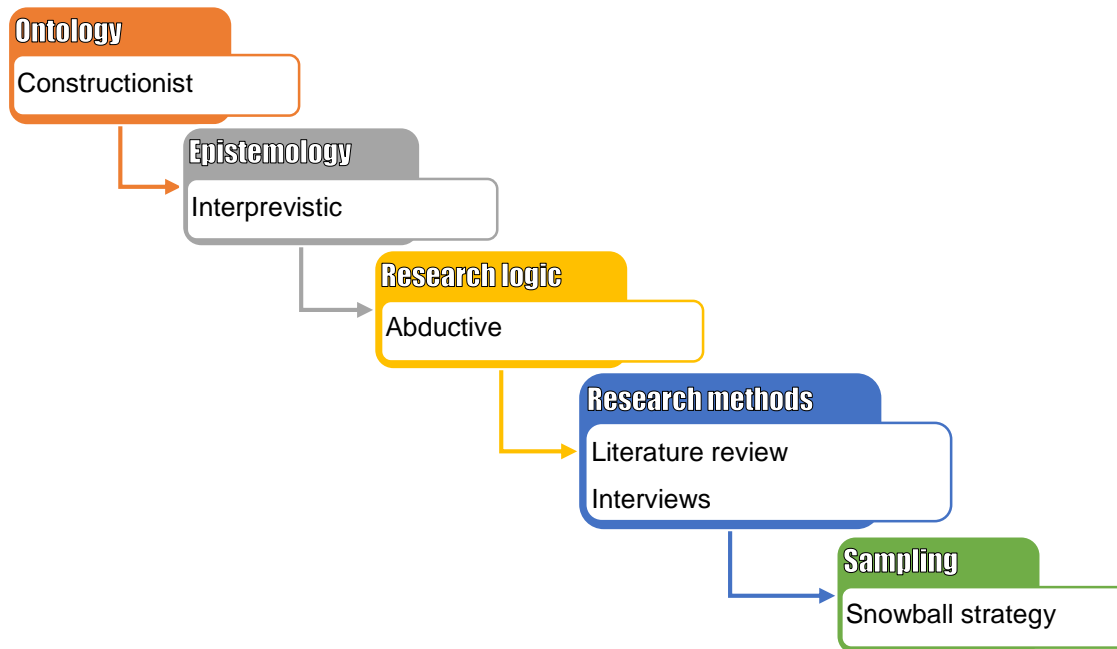 Ontology
Constructionist
Epistemology
Interprevistic
Research logic
Abductive
Research methods
Literature review
Interviews
Sampling
Snowball strategy